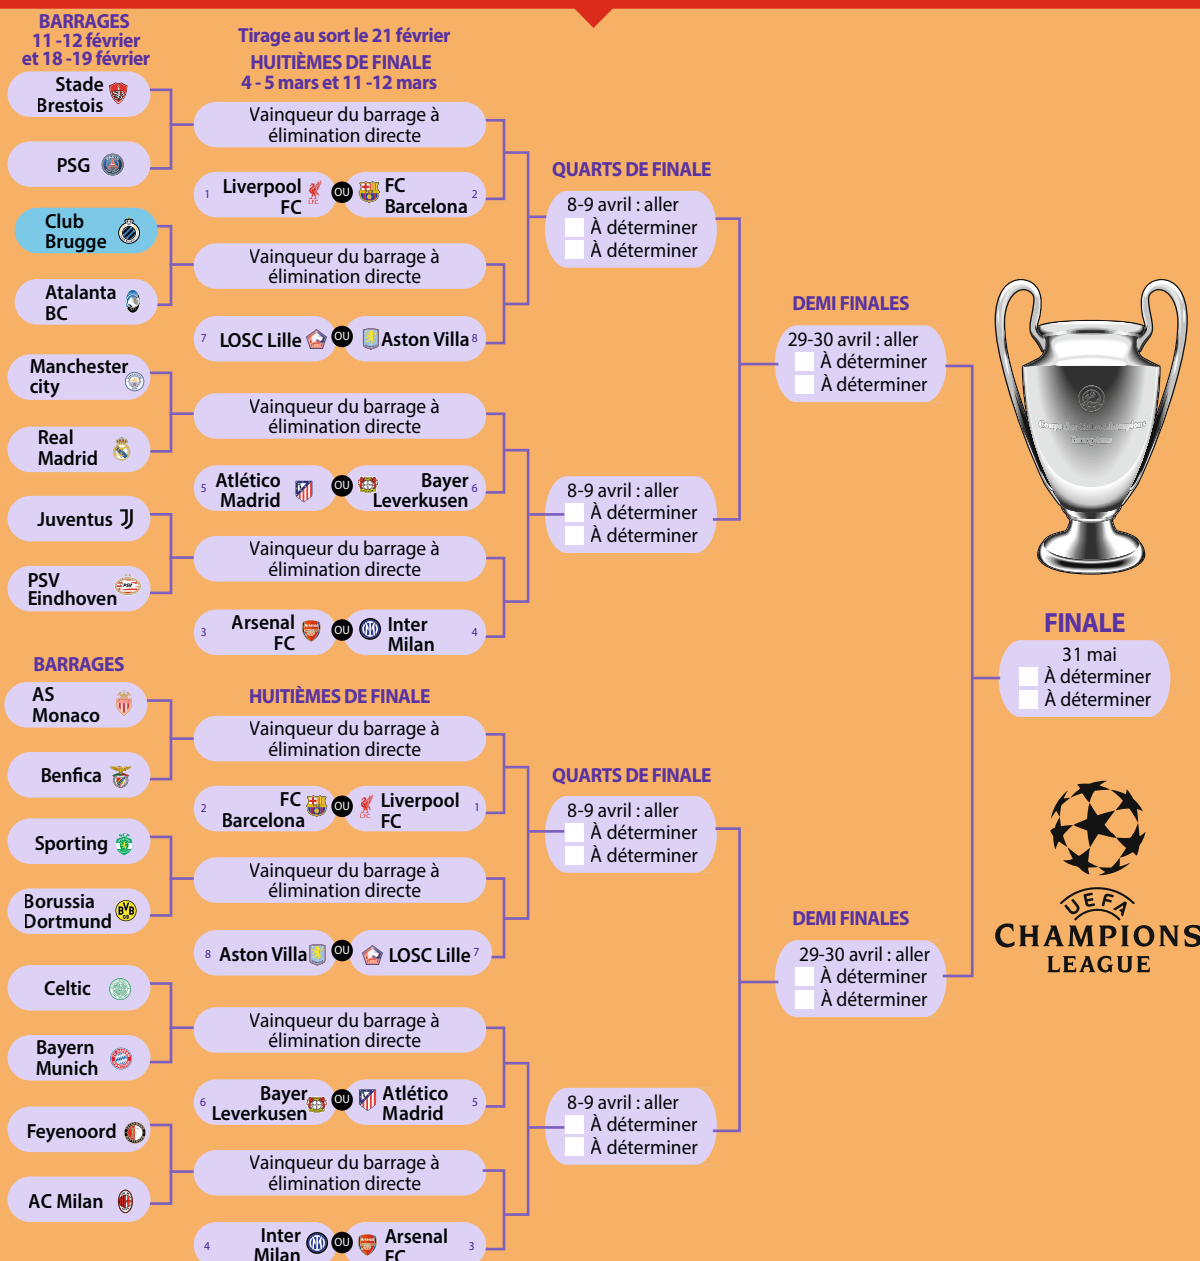 BARRAGES
11 -12 février
et 18 -19 février
Stade
Brestois
PSG
Club
Brugge
Atalanta
BC
Manchester
city
Real
Madrid
Juventus
PSV
Eindhoven
Tirage au sort le 21 février
HUITIÈMES DE FINALE
4 - 5 mars et 11 -12 mars
Vainqueur du barrage à
élimination directe
1 Liverpool
FC
OU
FC
Barcelona 2
Vainqueur du barrage à
élimination directe
7 LOSC Lille OU Aston Villa 8
Vainqueur du barrage à
élimination directe
5 Atlético
Madrid
OU
Bayer
Leverkusen 6
Vainqueur du barrage à
élimination directe
3 Arsenal
FC
OU
Inter
Milan 4
QUARTS DE FINALE
8-9 avril : aller
À déterminer
À déterminer
8-9 avril : aller
À déterminer
À déterminer
DEMI FINALES
29-30 avril : aller
À déterminer
À déterminer
BARRAGES
AS
Monaco
Benfica
Sporting
Borussia
Dortmund
Celtic
Bayern
Munich
Feyenoord
AC Milan
HUITIÈMES DE FINALE
Vainqueur du barrage à
élimination directe
2 FC
Barcelona
OU
Liverpool
FC 1
Vainqueur du barrage à
élimination directe
8 Aston Villa OU LOSC Lille 7
Vainqueur du barrage à
élimination directe
6 Bayer
Leverkusen
OU
Atlético
Madrid 5
Vainqueur du barrage à
élimination directe
4 Inter
Milan
OU
Arsenal
FC 3
QUARTS DE FINALE
8-9 avril : aller
À déterminer
À déterminer
8-9 avril : aller
À déterminer
À déterminer
DEMI FINALES
29-30 avril : aller
À déterminer
À déterminer
FINALE
31 mai
À déterminer
À déterminer
UEFA
CHAMPIONS
LEAGUE